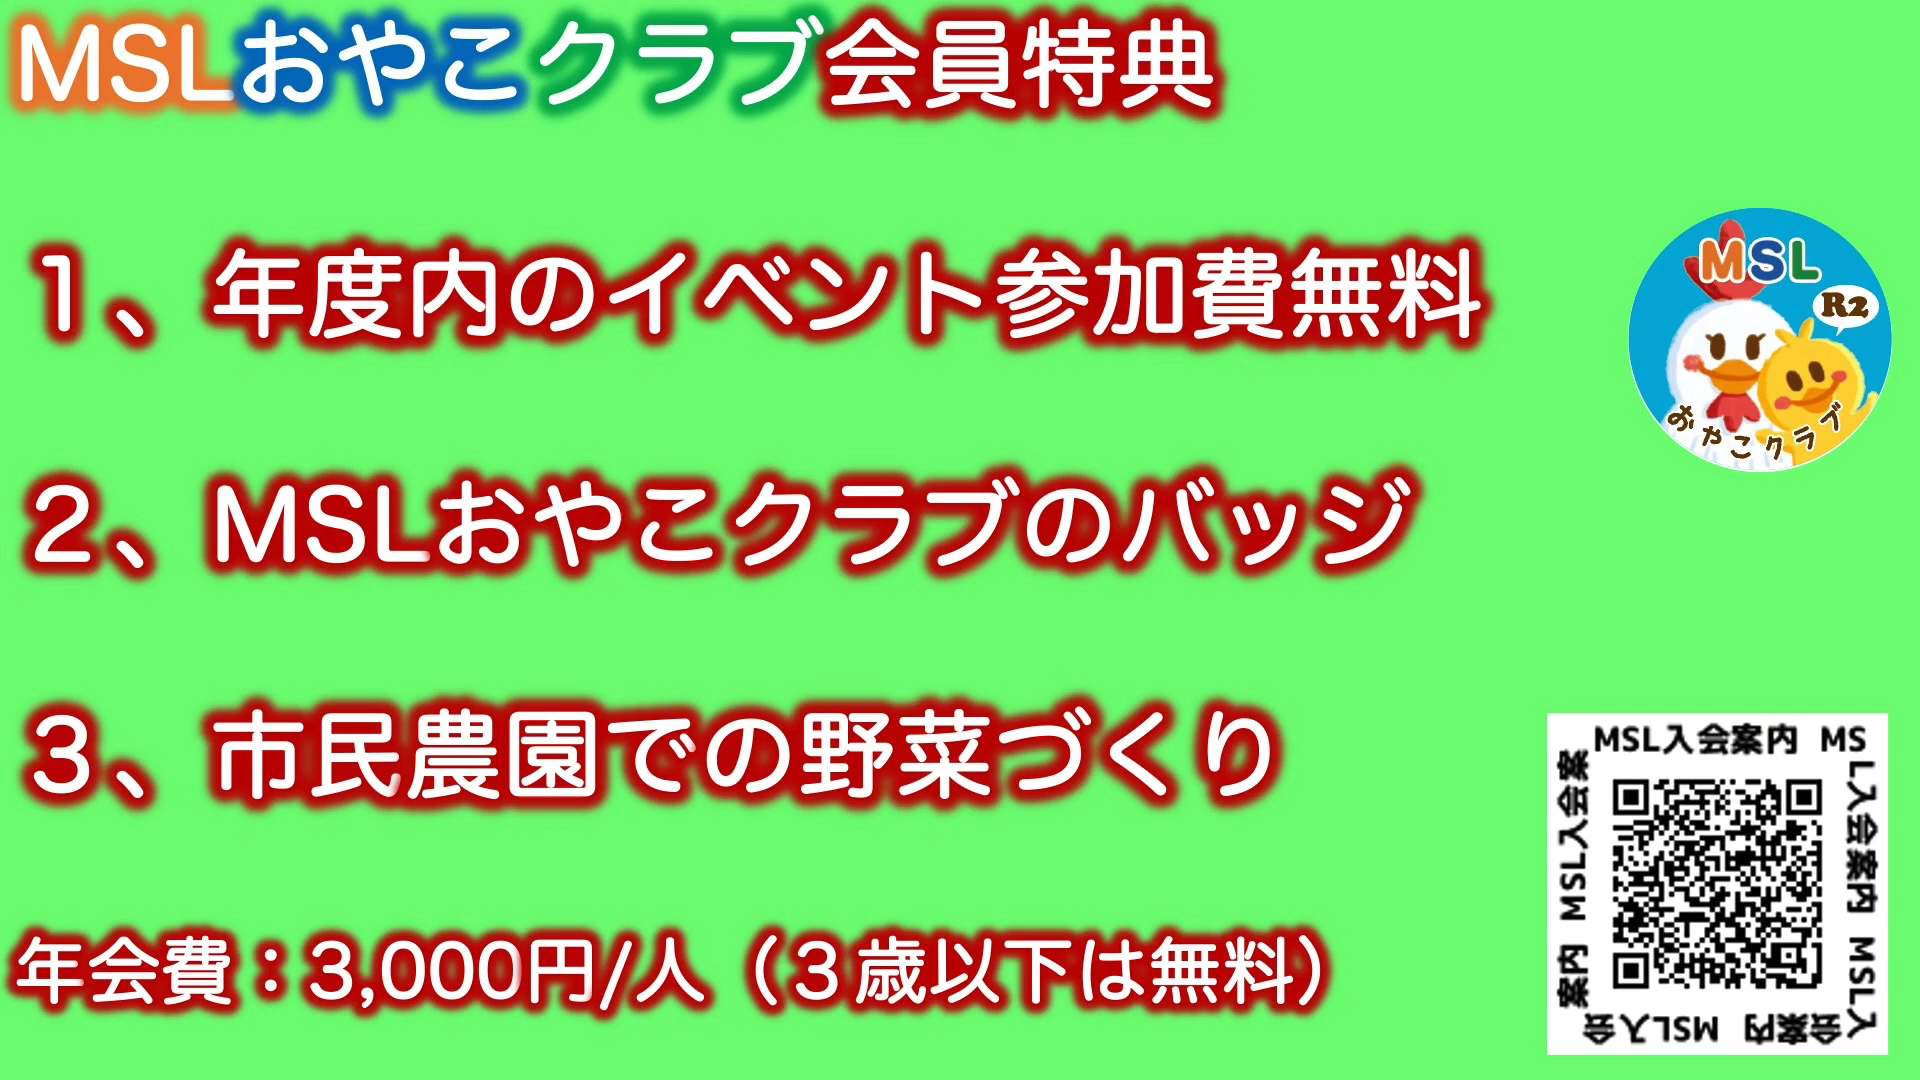 MSLおやこクラブ会員特典
１、年度内のイベント参加費無料
MSL
R2
おやこクラブ
２、MSLおやこクラブのバッジ
３、市民農園での野菜づくり
MSL入会案内 MS
L入会案内 MSL入
会案内 MSL入会
案内 MSL入会案
年会費：3,000円/人（３歳以下は無料）